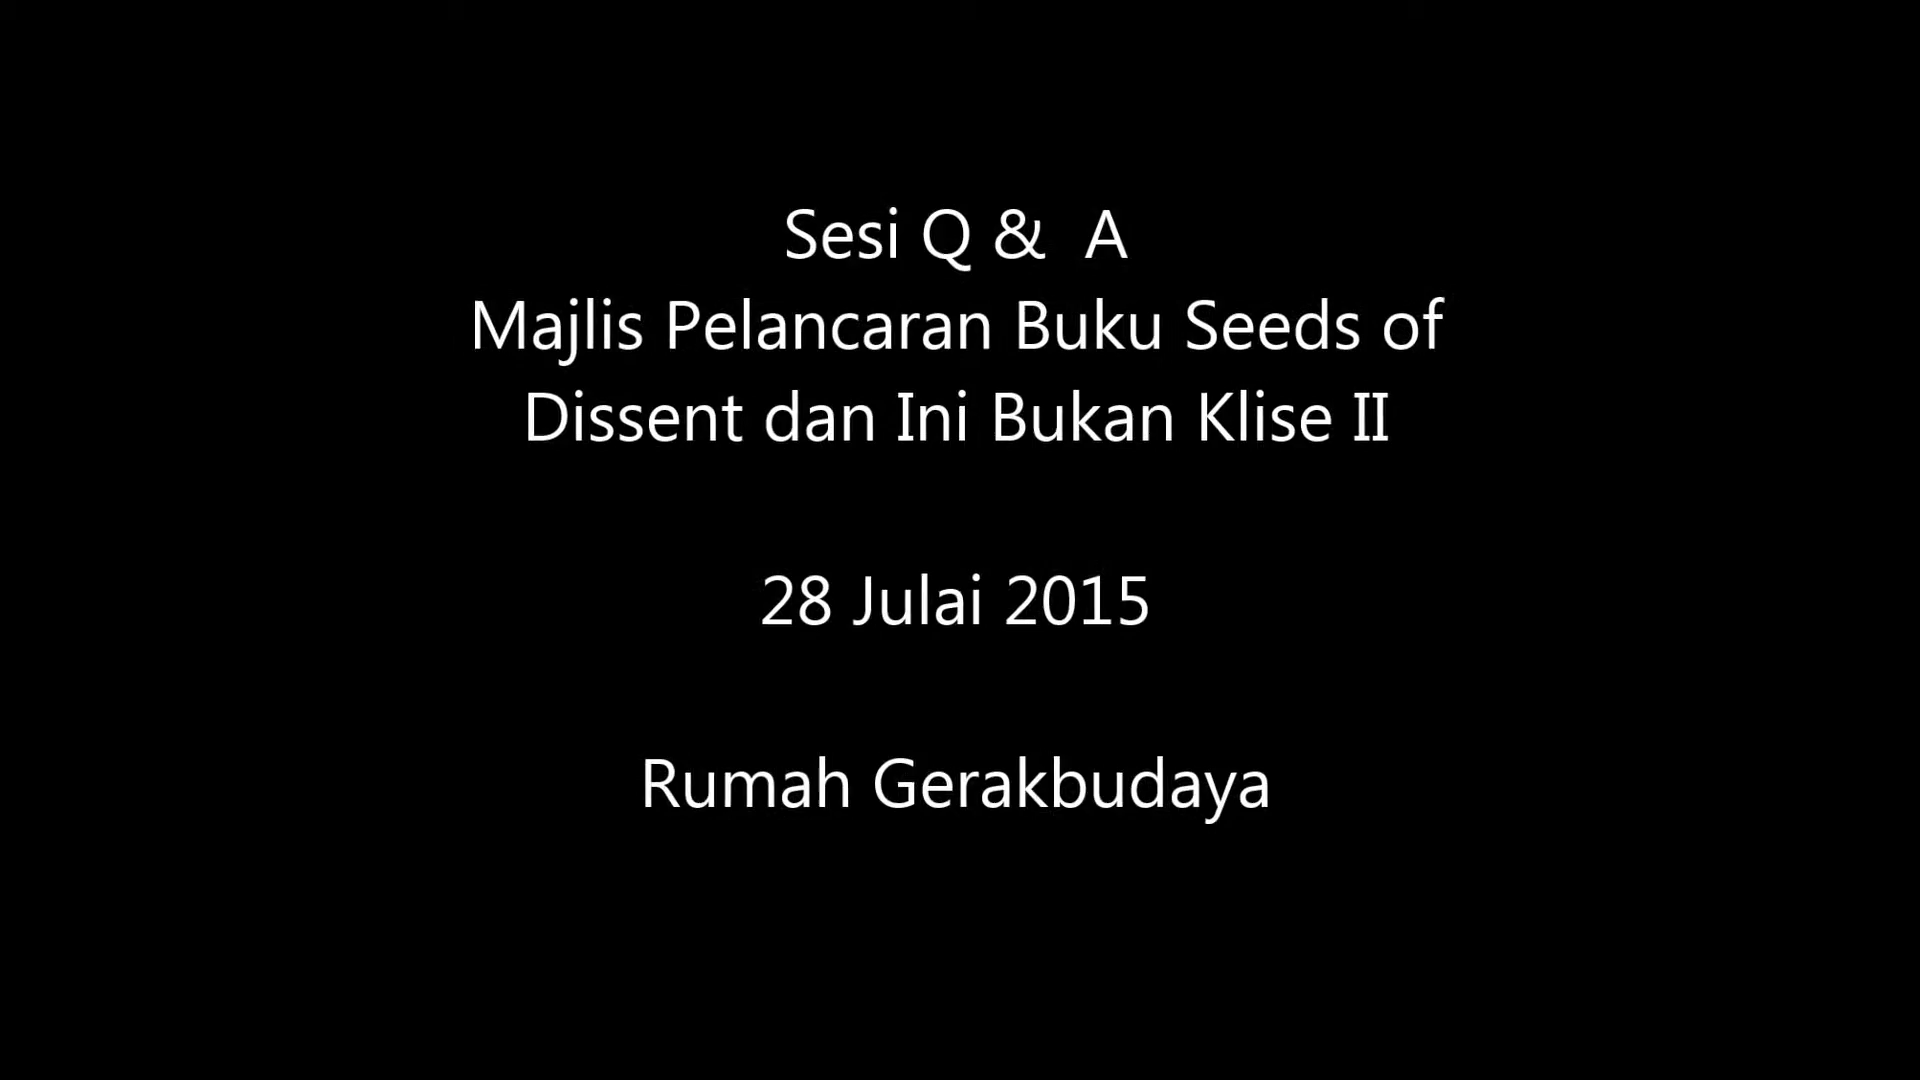 Sesi Q &  A
Majlis Pelancaran Buku Seeds of
Dissent dan Ini Bukan Klise II
28 Julai 2015
Rumah Gerakbudaya